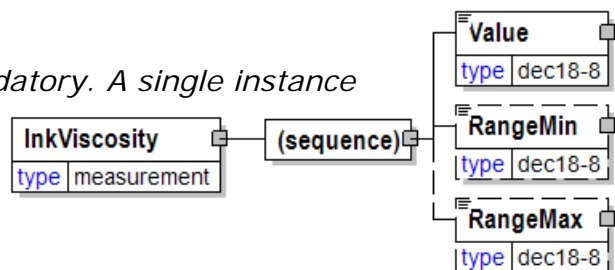 Value
type dec18-8
datory. A single instance
RangeMin
type dec18-8
InkViscosity
type measurement
(sequence)
RangeMax
type dec18-8